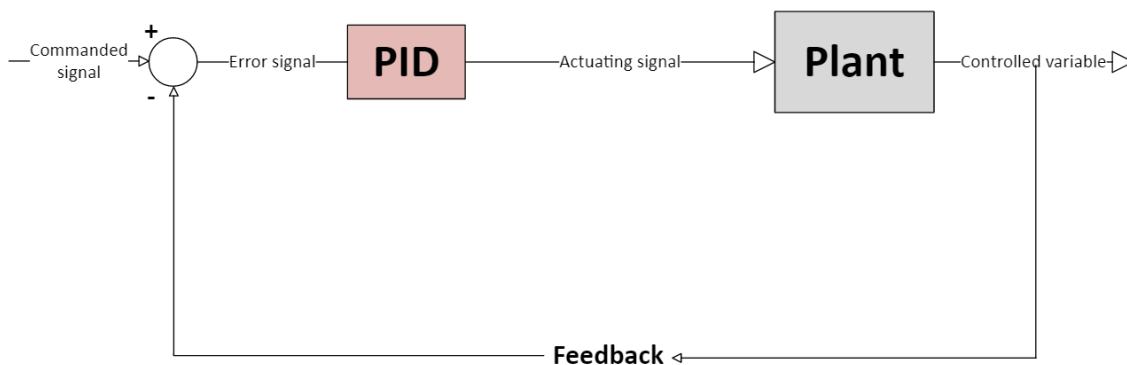 +
Commanded
signal
-
Error signal
PID
Actuating signal
Plant
Controlled variable
Feedback